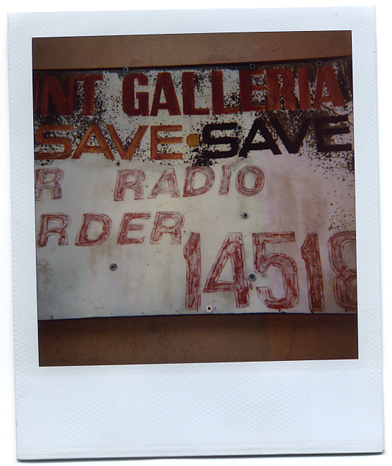 NT GALLERIA
SAVE • SAVE
R RADIO
RDER
14518